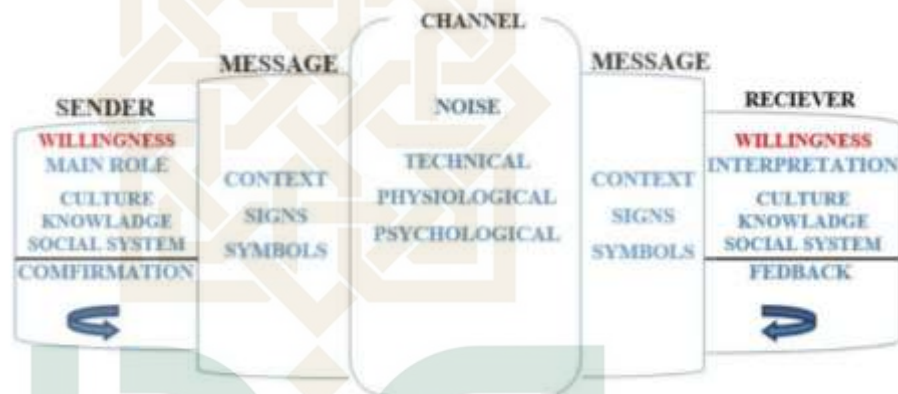 CHANNEL
MESSAGE
MESSAGE
SENDER
RECIEVER
WILLINGNESS
MAIN ROLE
CULTURE
KNOWLADGE
SOCIAL SYSTEM
COMFIRMATION
CONTEXT
SIGNS
SYMBOLS
NOISE
TECHNICAL
PHYSIOLOGICAL
PSYCHOLOGICAL
CONTEXT
SIGNS
SYMBOLS
WILLINGNESS
INTERPRETATION
CULTURE
KNOWLADGE
SOCIAL SYSTEM
FEDBACK